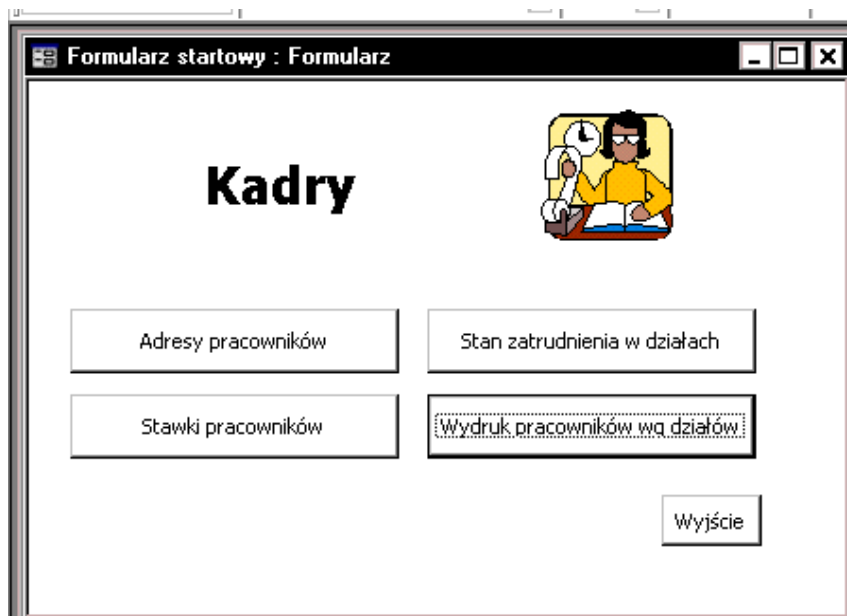 Formularz startowy : Formularz
Kadry
Adresy pracowników
Stan zatrudnienia w działach
Stawki pracowników
Wydruk pracowników wg działów
Wyjście